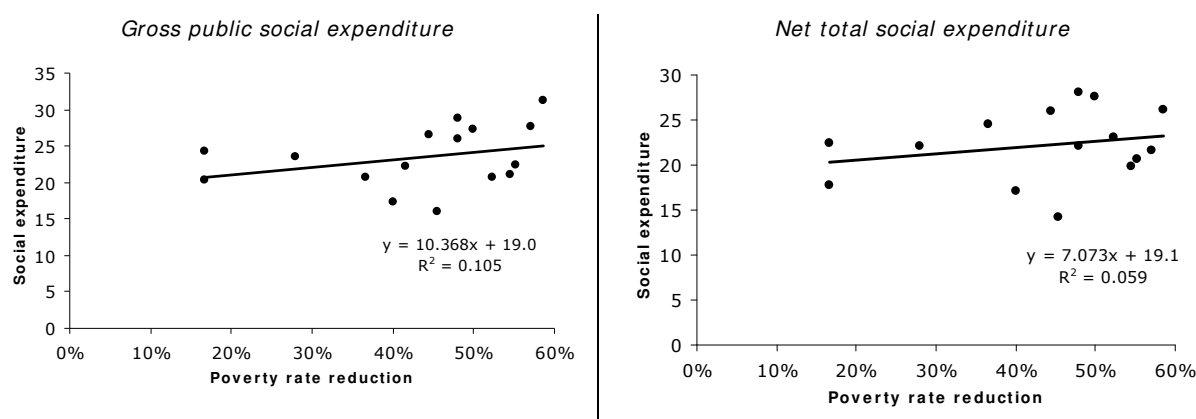 Gross public social expenditure
35
30
25
20
15
10
5
0
Social expenditure
y = 10.368x + 19.0
R² = 0.105
0% 10% 20% 30% 40% 50% 60%
Poverty rate reduction
Net total social expenditure
30
25
20
15
10
5
0
Social expenditure
y = 7.073x + 19.1
R² = 0.059
0% 10% 20% 30% 40% 50% 60%
Poverty rate reduction